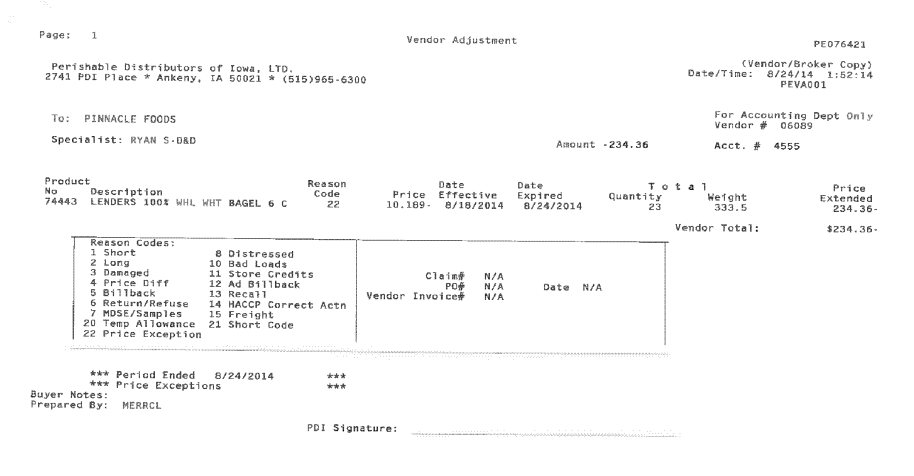 Page: 1 Vendor Adjustment PE076421
Perishable Distributors of Iowa, LTD. (Vendor/Broker Copy)
2741 PDI Place * Ankeny, IA 50021 * (515)965-6300 Date/Time: 8/24/14 1:52:14
PEVA001
To: PINNACLE FOODS For Accounting Dept Only
Vendor # 06089
Specialist: RYAN S-D&D Amount -234.36 Acct. # 4555
Product Reason Date Date T o t a l Price
No Description Code Price Effective Expired Quantity Weight Extended
74443 LENDERS 100% WHL WHT BAGEL 6 C 22 10.189- 8/18/2014 8/24/2014 23 333.5 234.36-
Vendor Total: $234.36-
Reason Codes:
1 Short 8 Distressed
2 Long 10 Bad Loads
3 Damaged 11 Store Credits Claim# N/A
4 Price Diff 12 Ad Billback PO# N/A Date N/A
5 Billback 13 Recall Vendor Invoice# N/A
6 Return/Refuse 14 HACCP Correct Actn
7 MDSE/Samples 15 Freight
20 Temp Allowance 21 Short Code
22 Price Exception
*** Period Ended 8/24/2014 ***
*** Price Exceptions ***
Buyer Notes:
Prepared By: MERRCL
PDI Signature: